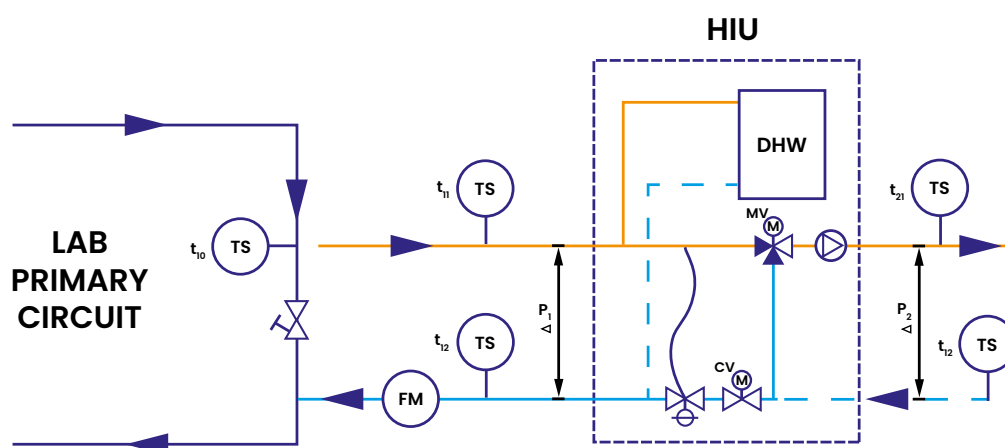 HIU
DHW
t₁₁
TS
t₂₁
TS
MV
M
t₁₀
TS
LAB
PRIMARY
CIRCUIT
Δ P₁
Δ P₂
t₁₂
TS
t₁₂
TS
CV
M
FM